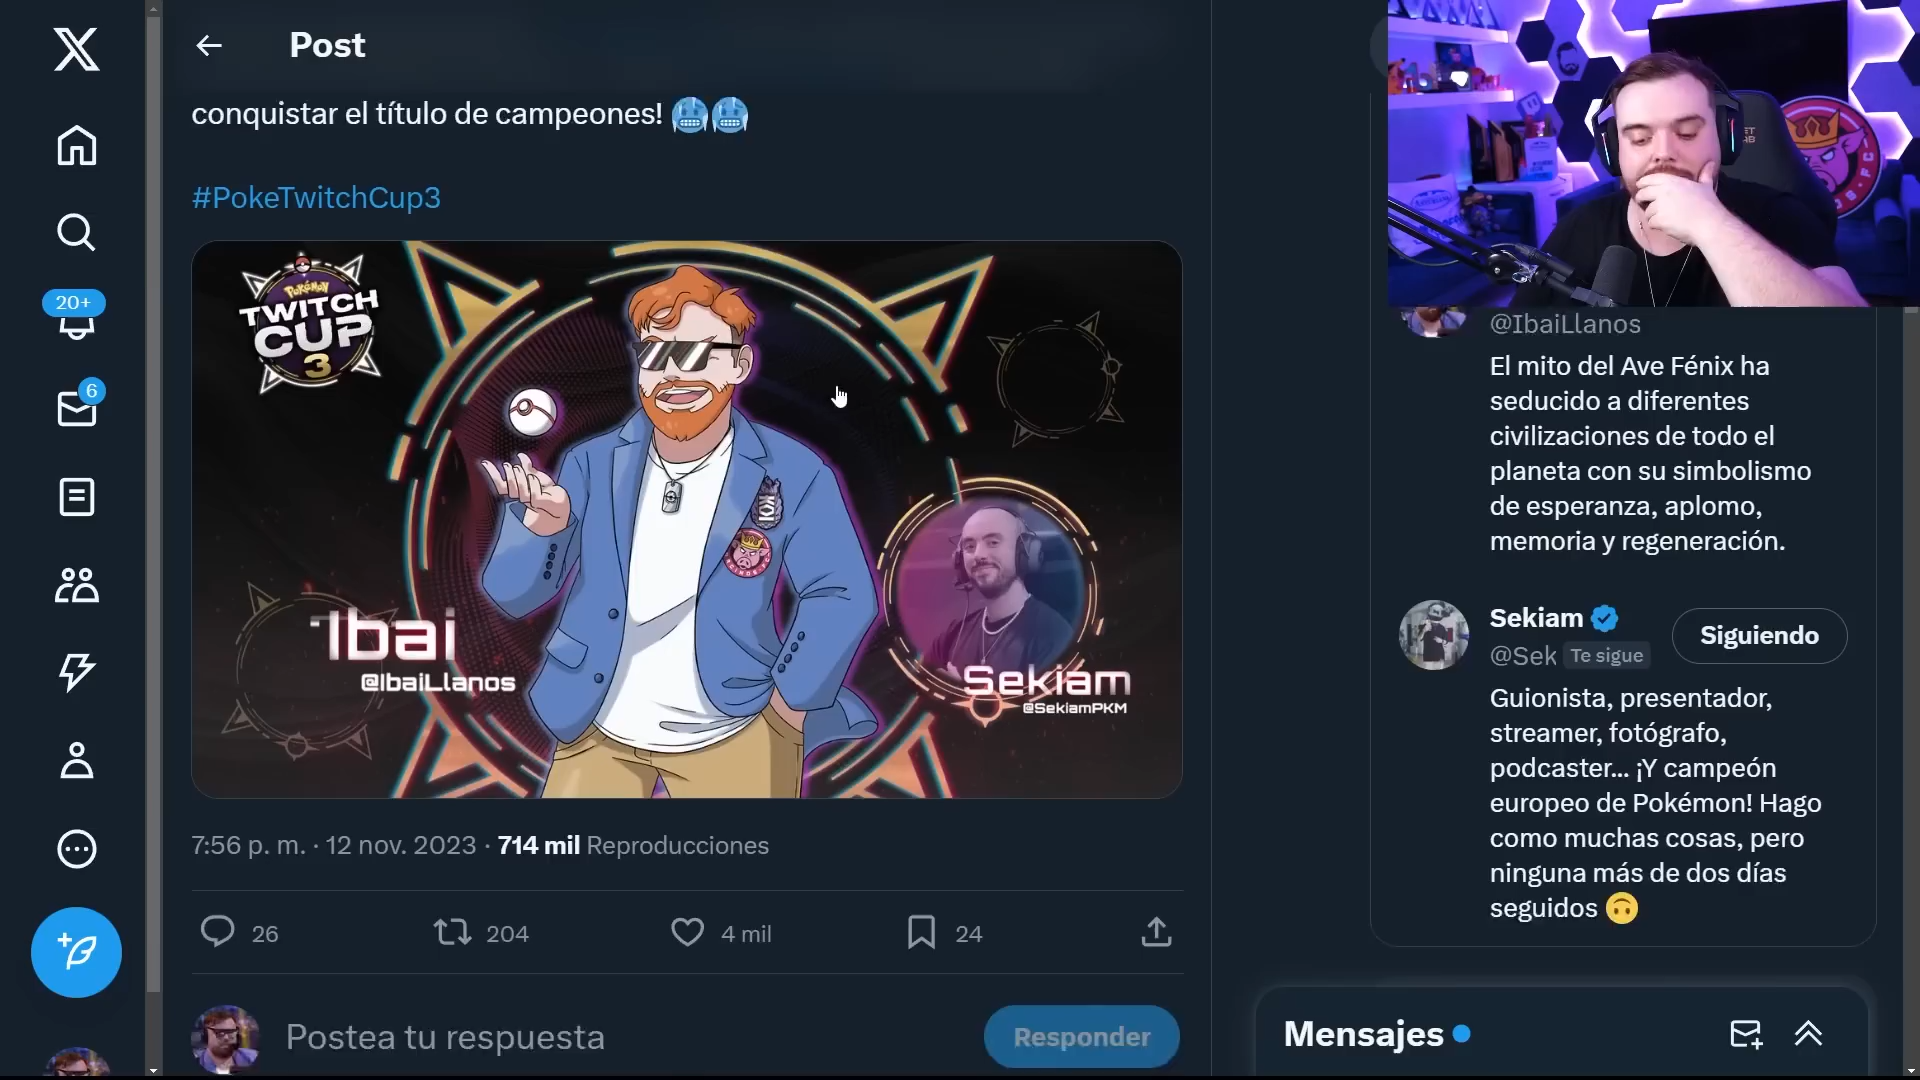 Post
conquistar el título de campeones! 🥶🥶
#PokeTwitchCup3
Pokémon
TWITCH
CUP
3
Ibai
@IbaiLlanos
Sekiam
@SekiamPKM
7:56 p. m. · 12 nov. 2023 · 714 mil Reproducciones
26
204
4 mil
24
Postea tu respuesta
Responder
20+
6
@IbaiLlanos
El mito del Ave Fénix ha
seducido a diferentes
civilizaciones de todo el
planeta con su simbolismo
de esperanza, aplomo,
memoria y regeneración.
Sekiam
Siguiendo
@Sek Te sigue
Guionista, presentador,
streamer, fotógrafo,
podcaster... ¡Y campeón
europeo de Pokémon! Hago
como muchas cosas, pero
ninguna más de dos días
seguidos 🙃
Mensajes